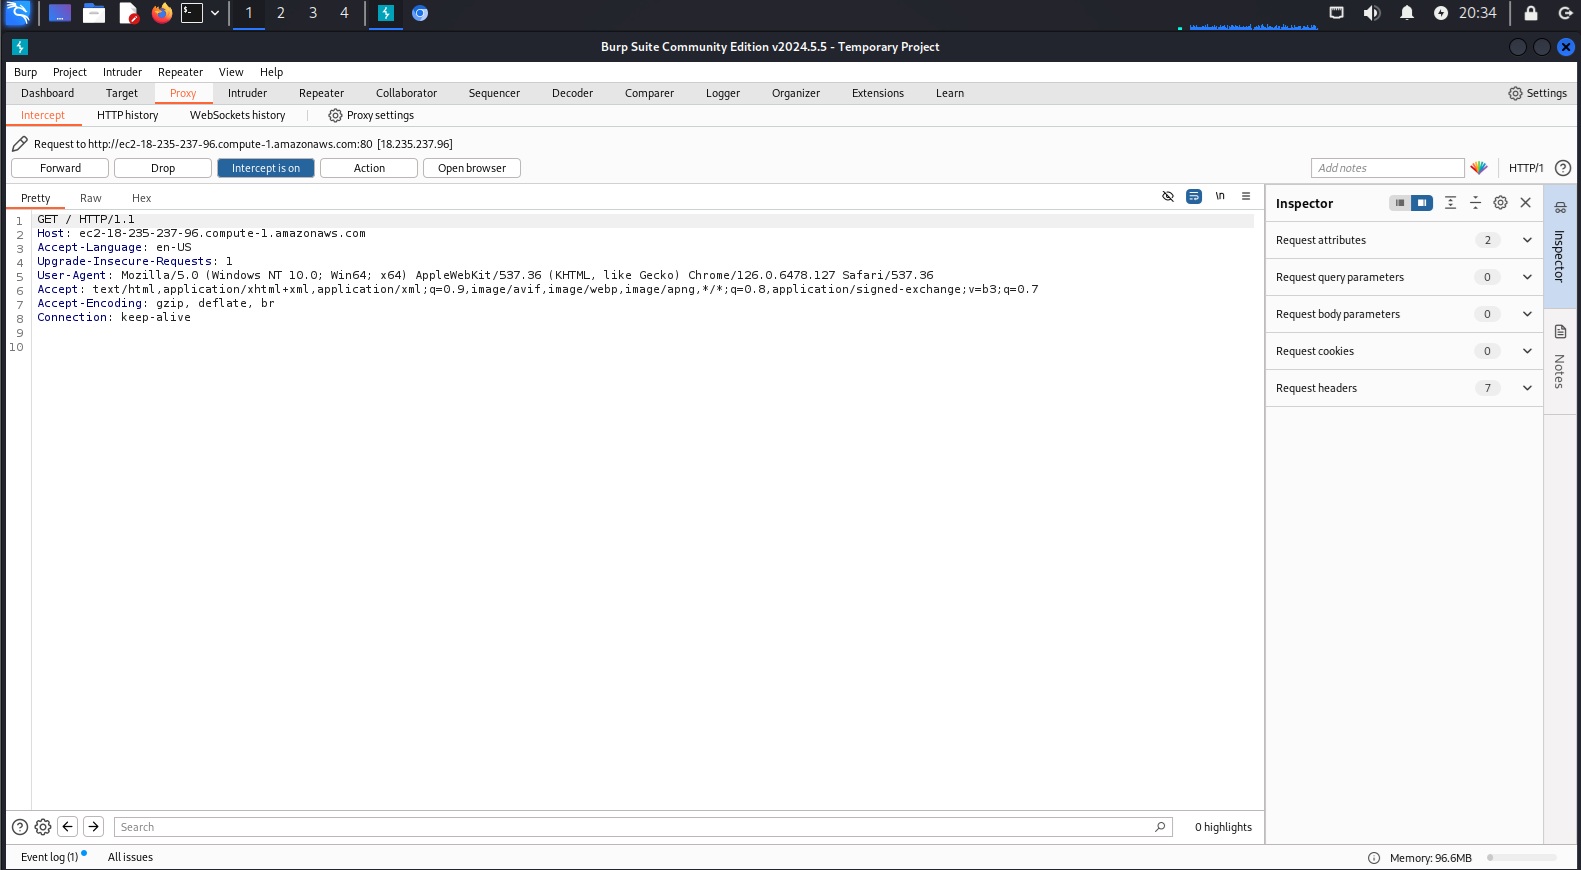 1 2 3 4 20:34
Burp Suite Community Edition v2024.5.5 - Temporary Project
Burp Project Intruder Repeater View Help
Dashboard Target Proxy Intruder Repeater Collaborator Sequencer Decoder Comparer Logger Organizer Extensions Learn Settings
Intercept HTTP history WebSockets history Proxy settings
Request to http://ec2-18-235-237-96.compute-1.amazonaws.com:80 [18.235.237.96]
Forward Drop Intercept is on Action Open browser Add notes HTTP/1
Pretty Raw Hex \n
1 GET / HTTP/1.1
2 Host: ec2-18-235-237-96.compute-1.amazonaws.com
3 Accept-Language: en-US
4 Upgrade-Insecure-Requests: 1
5 User-Agent: Mozilla/5.0 (Windows NT 10.0; Win64; x64) AppleWebKit/537.36 (KHTML, like Gecko) Chrome/126.0.6478.127 Safari/537.36
6 Accept: text/html,application/xhtml+xml,application/xml;q=0.9,image/avif,image/webp,image/apng,*/*;q=0.8,application/signed-exchange;v=b3;q=0.7
7 Accept-Encoding: gzip, deflate, br
8 Connection: keep-alive
9
10
Inspector
Request attributes 2
Request query parameters 0
Request body parameters 0
Request cookies 0
Request headers 7
Inspector
Notes
Search 0 highlights
Event log (1) All issues Memory: 96.6MB